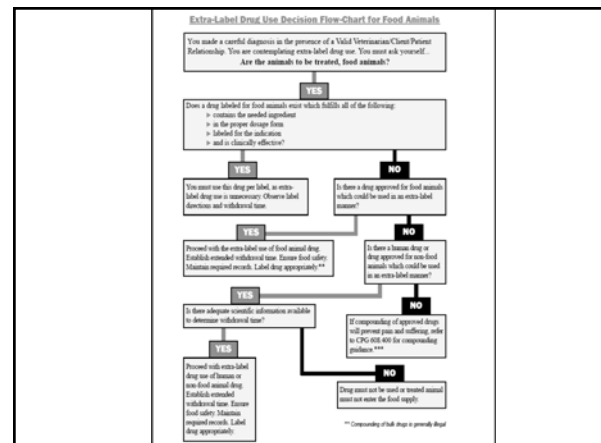 Extra-Label Drug Use Decision Flow-Chart for Food Animals
You made a careful diagnosis in the presence of a Valid Veterinarian/Client/Patient
Relationship. You are contemplating extra-label drug use. You must ask yourself...
Are the animals to be treated, food animals?
YES
Does a drug labeled for food animals exist which fulfills all of the following:
contains the needed ingredient
in the proper dosage form
labeled for the indication
and is clinically effective?
YES
NO
You must use this drug per label, as extra-
label drug use is unnecessary. Observe label
directions and withdrawal time.
Is there a drug approved for food animals
which could be used in an extra-label
manner?
YES
NO
Proceed with the extra-label use of food animal drug.
Establish extended withdrawal time. Ensure food safety.
Maintain required records. Label drug appropriately.**
Is there a human drug or
drug approved for non-food
animals which could be used
in an extra-label manner?
YES
NO
Is there adequate scientific information available
to determine withdrawal time?
If compounding of approved drugs
will prevent pain and suffering, refer
to CPG 608.400 for compounding
guidance.***
YES
NO
Proceed with extra-label
drug use of human or
non-food animal drug.
Establish extended
withdrawal time. Ensure
food safety. Maintain
required records. Label
drug appropriately.
Drug must not be used or treated animal
must not enter the food supply.
*** Compounding of bulk drugs is generally illegal